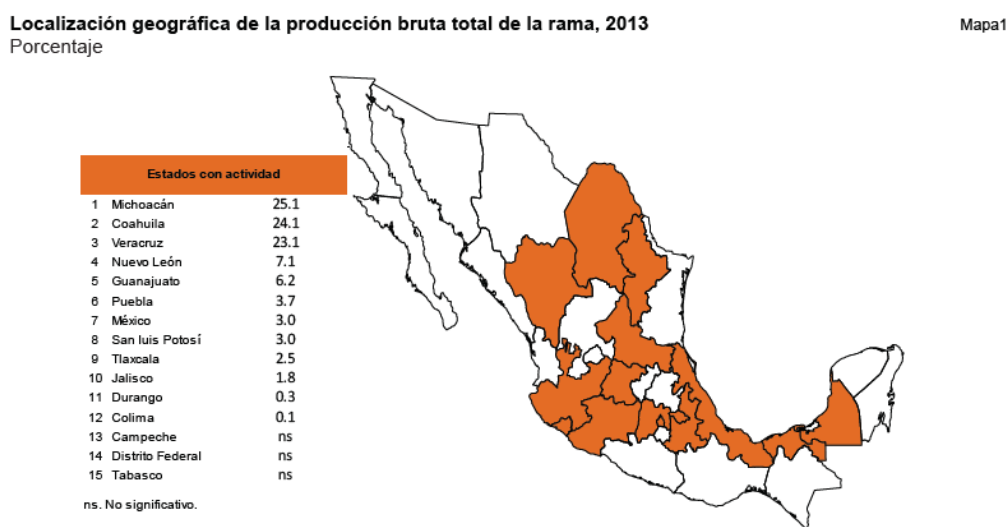 Localización geográfica de la producción bruta total de la rama, 2013
Mapa1
Porcentaje
Estados con actividad
1 Michoacán 25.1
2 Coahuila 24.1
3 Veracruz 23.1
4 Nuevo León 7.1
5 Guanajuato 6.2
6 Puebla 3.7
7 México 3.0
8 San luis Potosí 3.0
9 Tlaxcala 2.5
10 Jalisco 1.8
11 Durango 0.3
12 Colima 0.1
13 Campeche ns
14 Distrito Federal ns
15 Tabasco ns
ns. No significativo.